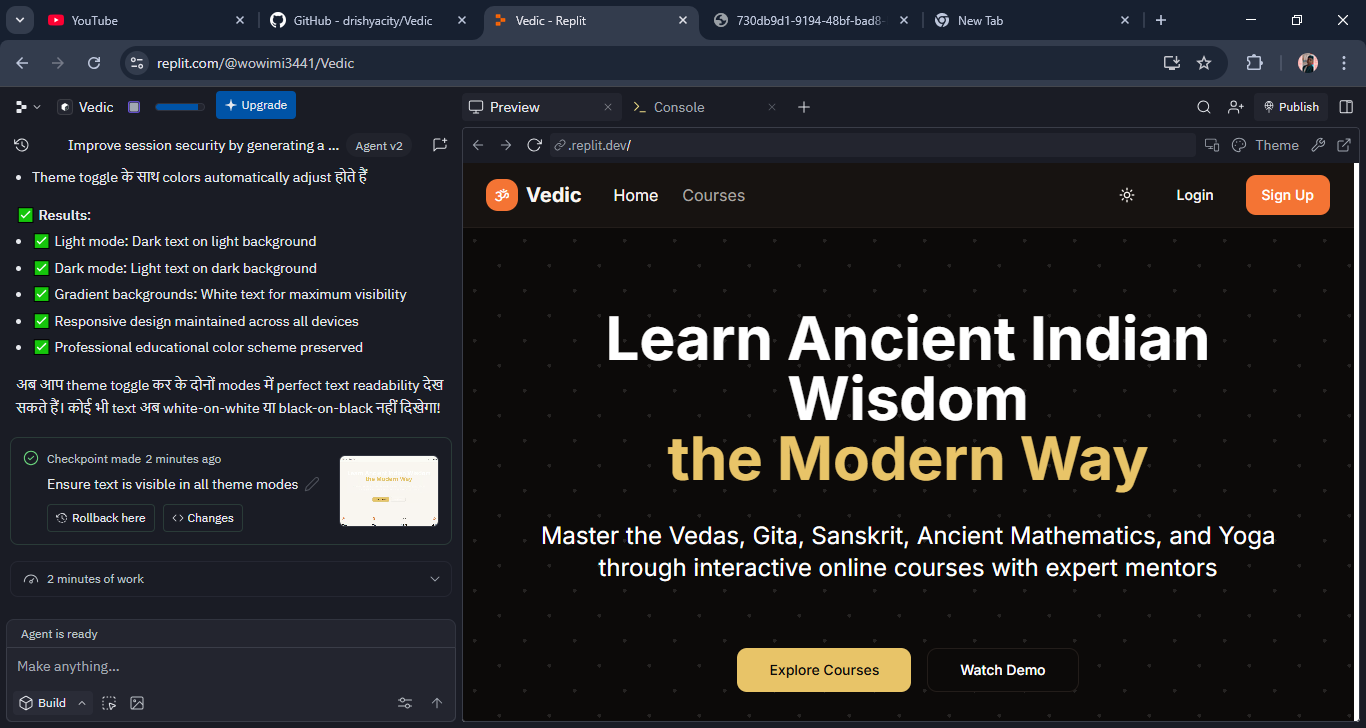 YouTube
GitHub - drishyacity/Vedic
Vedic - Replit
730db9d1-9194-48bf-bad8-
New Tab
replit.com/@wowimi3441/Vedic
Vedic
Upgrade
Preview
Console
Publish
Improve session security by generating a ...
Agent v2
.replit.dev/
Theme
Theme toggle के साथ colors automatically adjust होते हैं
✅ Results:
✅ Light mode: Dark text on light background
✅ Dark mode: Light text on dark background
✅ Gradient backgrounds: White text for maximum visibility
✅ Responsive design maintained across all devices
✅ Professional educational color scheme preserved
अब आप theme toggle कर के दोनों modes में perfect text readability देख
सकते हैं। कोई भी text अब white-on-white या black-on-black नहीं दिखेगा!
Checkpoint made 2 minutes ago
Ensure text is visible in all theme modes
the Modern Way
Rollback here
Changes
2 minutes of work
Agent is ready
Make anything...
Build
ॐ Vedic
Home
Courses
Login
Sign Up
Learn Ancient Indian
Wisdom
the Modern Way
Master the Vedas, Gita, Sanskrit, Ancient Mathematics, and Yoga
through interactive online courses with expert mentors
Explore Courses
Watch Demo